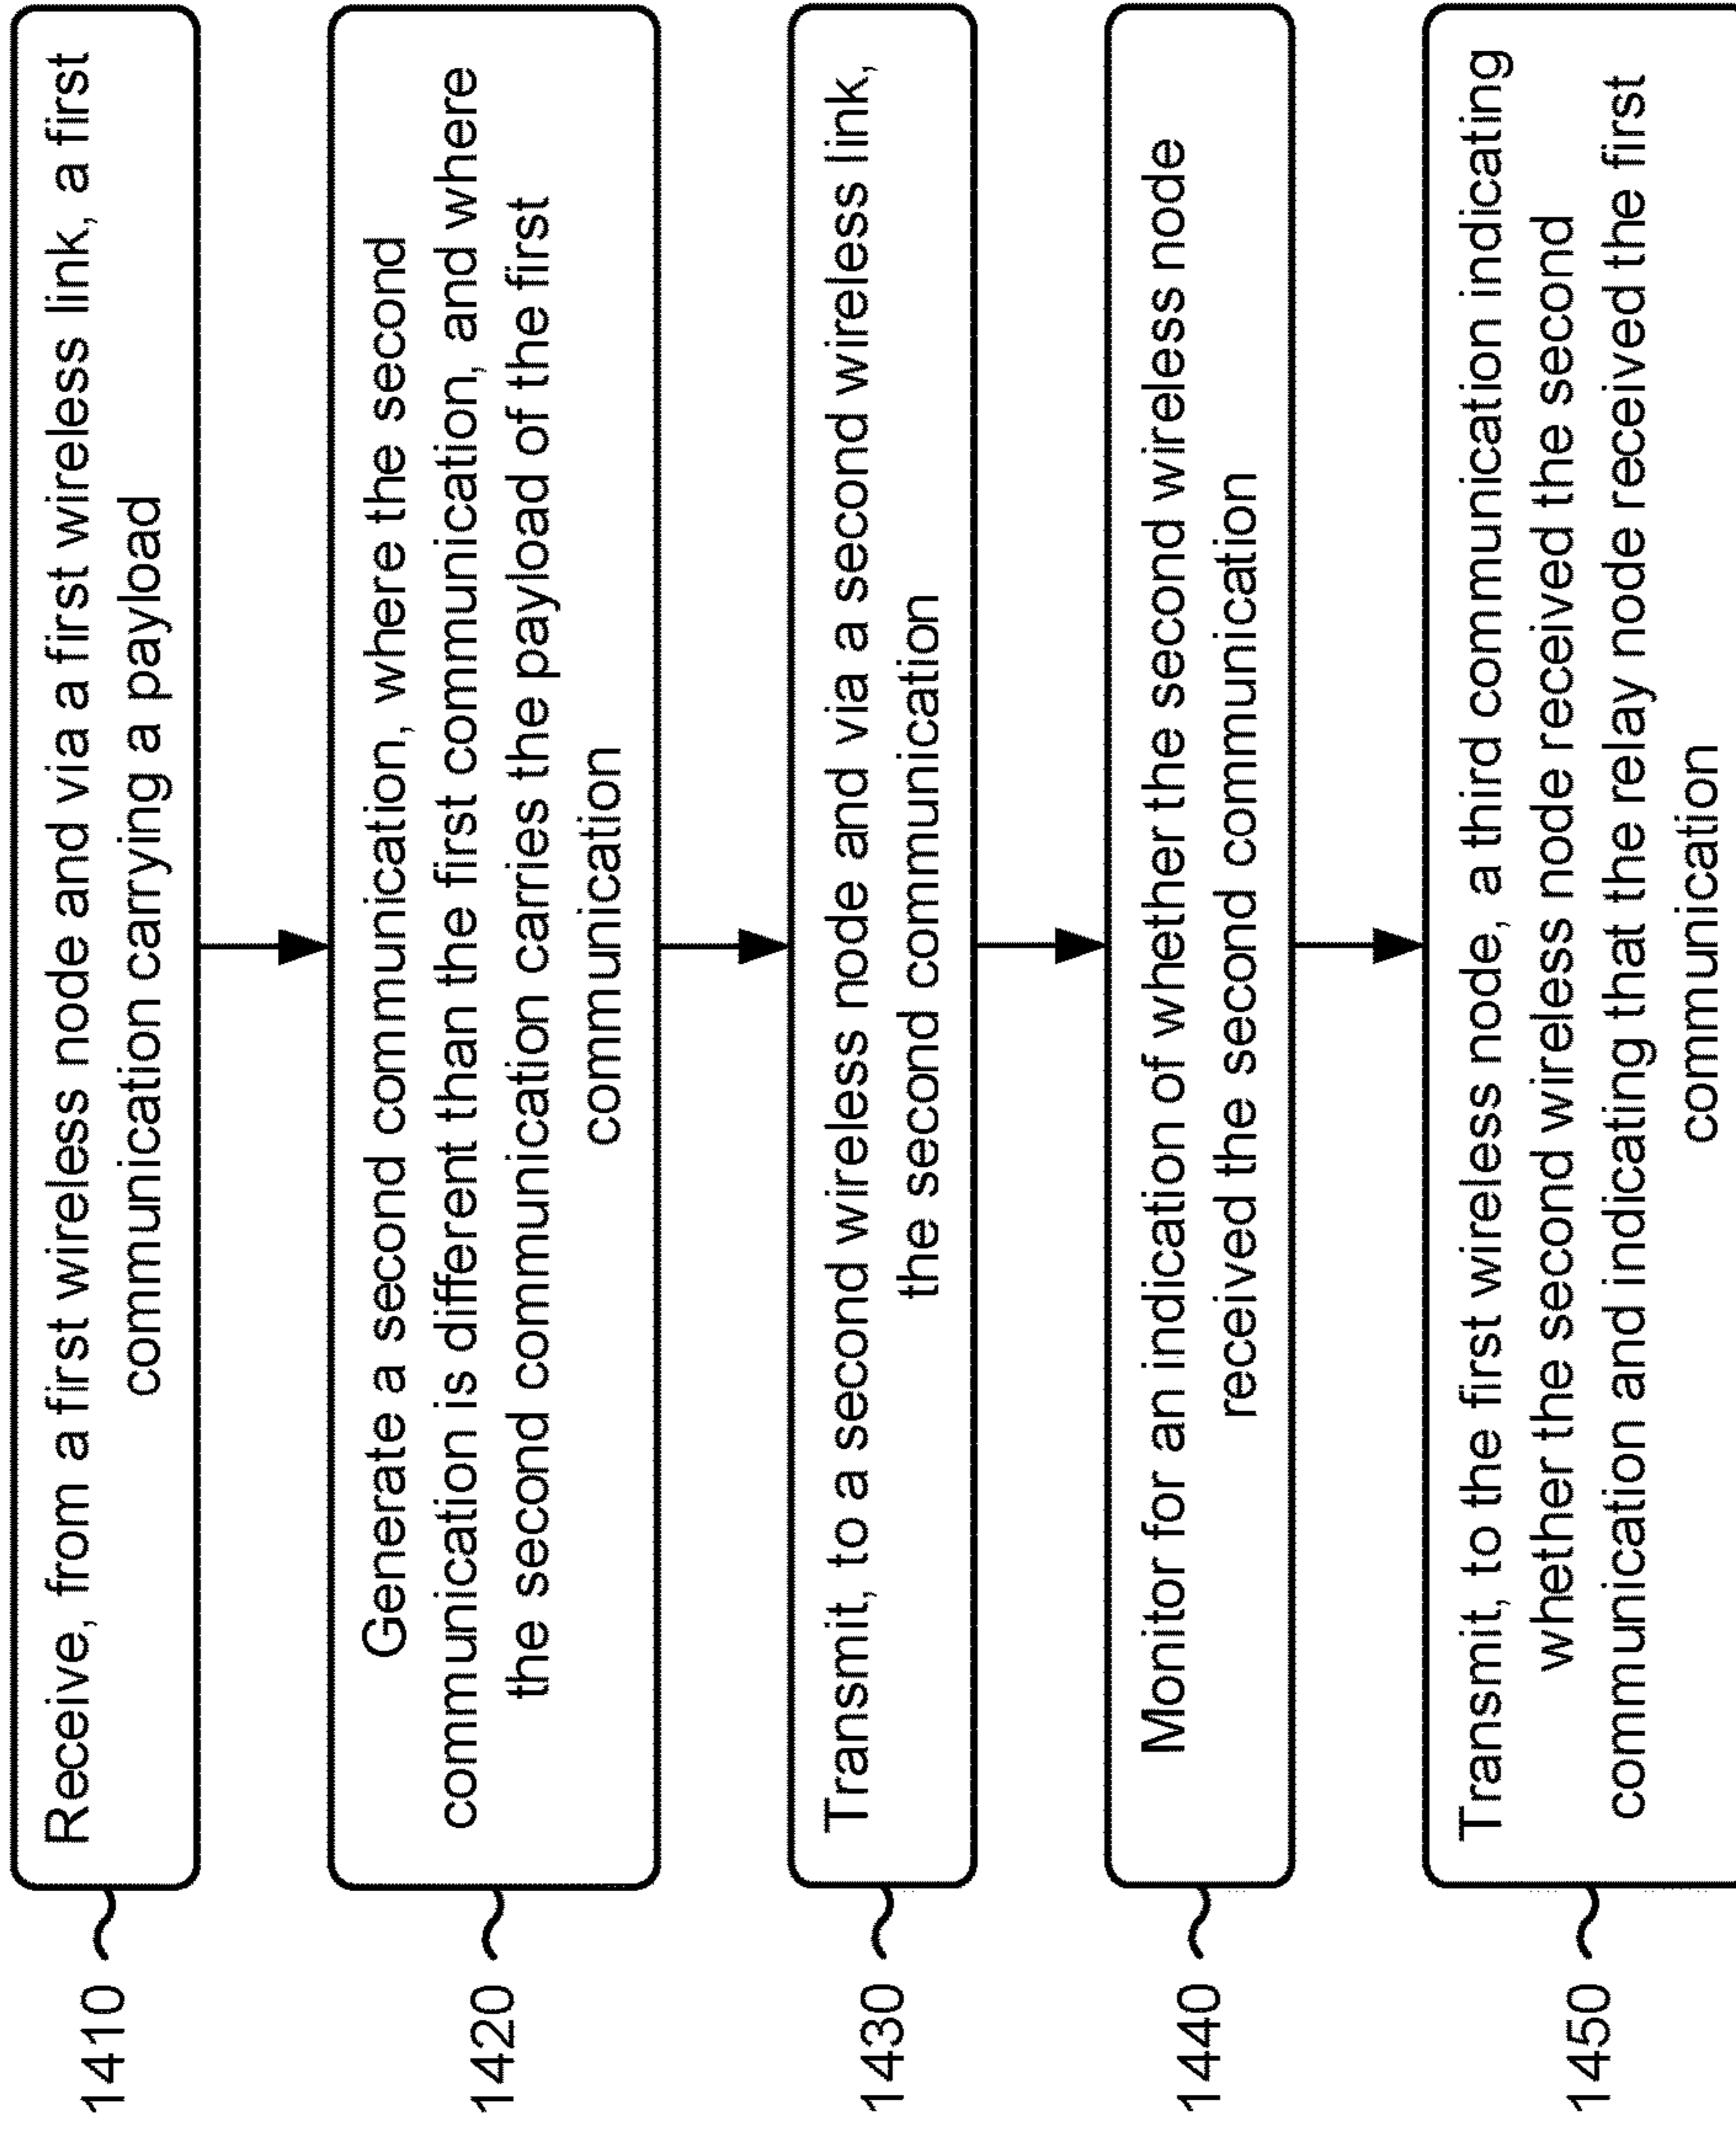 1410
Receive, from a first wireless node and via a first wireless link, a first
communication carrying a payload
1420
Generate a second communication, where the second
communication is different than the first communication, and where
the second communication carries the payload of the first
communication
1430
Transmit, to a second wireless node and via a second wireless link,
the second communication
1440
Monitor for an indication of whether the second wireless node
received the second communication
1450
Transmit, to the first wireless node, a third communication indicating
whether the second wireless node received the second
communication and indicating that the relay node received the first
communication